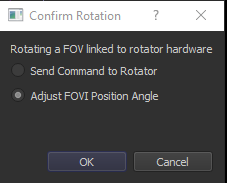 Confirm Rotation ? ×
Rotating a FOV linked to rotator hardware
Send Command to Rotator
Adjust FOVI Position Angle
OK Cancel